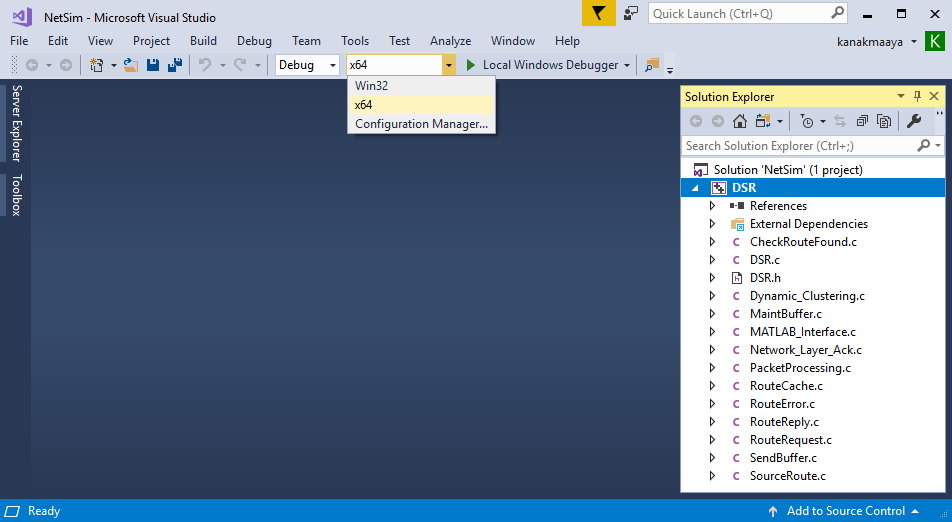 NetSim - Microsoft Visual Studio
Quick Launch (Ctrl+Q)
File Edit View Project Build Debug Team Tools Test Analyze Window Help
kanakmaaya K
Debug x64 Local Windows Debugger
Win32
x64
Configuration Manager...
Server Explorer
Toolbox
Solution Explorer
Search Solution Explorer (Ctrl+;)
Solution 'NetSim' (1 project)
DSR
References
External Dependencies
C CheckRouteFound.c
C DSR.c
h DSR.h
C Dynamic_Clustering.c
C MaintBuffer.c
C MATLAB_Interface.c
C Network_Layer_Ack.c
C PacketProcessing.c
C RouteCache.c
C RouteError.c
C RouteReply.c
C RouteRequest.c
C SendBuffer.c
C SourceRoute.c
Ready
Add to Source Control